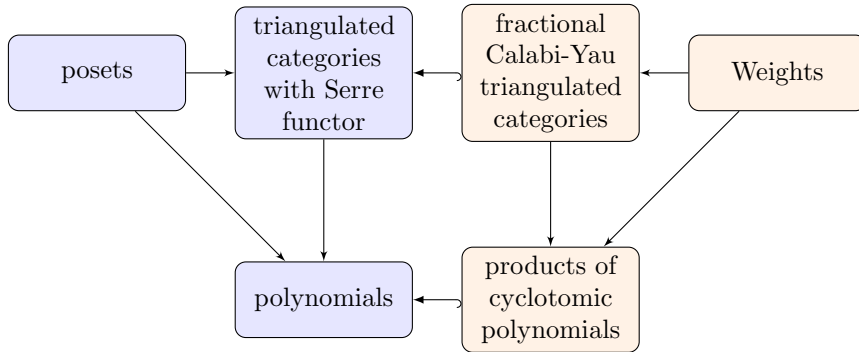 posets
triangulated
categories
with Serre
functor
fractional
Calabi-Yau
triangulated
categories
Weights
polynomials
products of
cyclotomic
polynomials